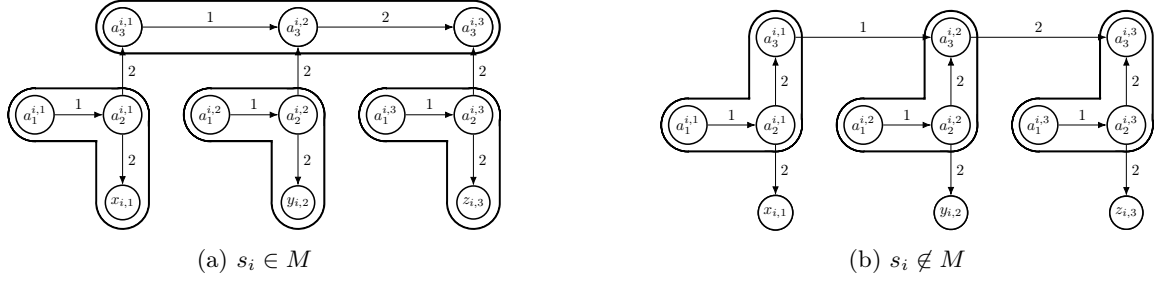 $a_3^{i,1}$ 1 $a_3^{i,2}$ 2 $a_3^{i,3}$
2 2 2
$a_1^{i,1}$ 1 $a_2^{i,1}$ $a_1^{i,2}$ 1 $a_2^{i,2}$ $a_1^{i,3}$ 1 $a_2^{i,3}$
2 2 2
$x_{i,1}$ $y_{i,2}$ $z_{i,3}$
(a) $s_i \in M$
$a_3^{i,1}$ 1 $a_3^{i,2}$ 2 $a_3^{i,3}$
2 2 2
$a_1^{i,1}$ 1 $a_2^{i,1}$ $a_1^{i,2}$ 1 $a_2^{i,2}$ $a_1^{i,3}$ 1 $a_2^{i,3}$
2 2 2
$x_{i,1}$ $y_{i,2}$ $z_{i,3}$
(b) $s_i \notin M$